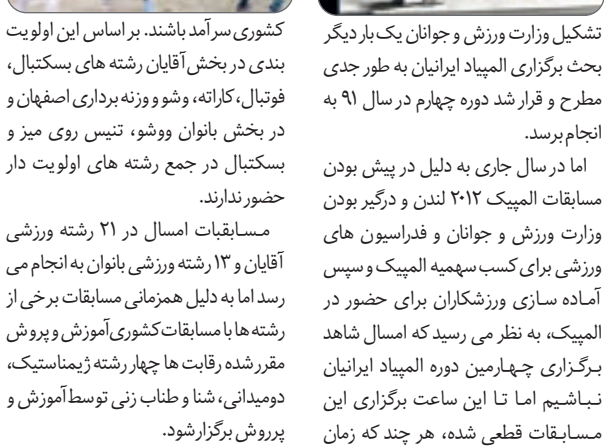 تشکیل وزارت ورزش و جوانان یک بار دیگر
بحث برگزاری المپیاد ایرانیان به طور جدی
مطرح و قرار شد دوره چهارم در سال ۹۱ به
انجام برسد.
اما در سال جاری به دلیل در پیش بودن
مسابقات المپیک ۲۰۱۲ لندن و درگیر بودن
وزارت ورزش و جوانان و فدراسیون های
ورزشی برای کسب سهمیه المپیک و سپس
آماده سازی ورزشکاران برای حضور در
المپیک، به نظر می رسید که امسال شاهد
برگزاری چهارمین دوره المپیاد ایرانیان
نباشیم اما تا این ساعت برگزاری این
مسابقات قطعی شده، هر چند که زمان
کشوری سرآمد باشند. بر اساس این اولویت
بندی در بخش آقایان رشته های بسکتبال،
فوتبال، کاراته، وشو و وزنه برداری اصفهان و
در بخش بانوان ووشو، تنیس روی میز و
بسکتبال در جمع رشته های اولویت دار
حضور ندارند.
مسابقبات امسال در ۲۱ رشته ورزشی
آقایان و ۱۳ رشته ورزشی بانوان به انجام می
رسد اما به دلیل همزمانی مسابقات برخی از
رشته ها با مسابقات کشوری آموزش و پروش
مقرر شده رقابت ها چهار رشته ژیمناستیک،
دومیدانی، شنا و طناب زنی توسط آموزش و
پرروش برگزار شود.